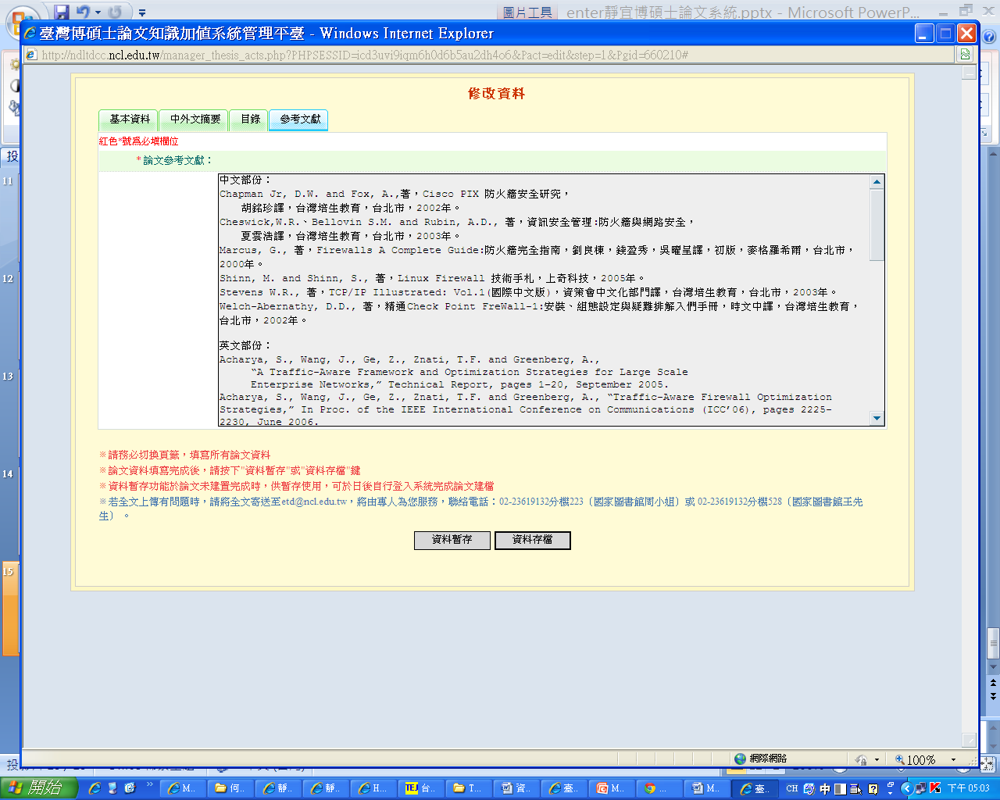 圖片工具
enter靜宜博碩士論文系統.pptx - Microsoft PowerP...
臺灣博碩士論文知識加值系統管理平臺 - Windows Internet Explorer
http://ndltdcc.ncl.edu.tw/manager_thesis_acts.php?PHPSESSID=icd3uvi9iqm6h0d6b5au2dh4o6&Pact=edit&step=1&Pgid=660210#
修改資料
基本資料 中外文摘要 目錄 參考文獻
紅色*號為必填欄位
*論文參考文獻：
中文部份：
Chapman Jr, D.W. and Fox, A.,著，Cisco PIX 防火牆安全研究，
胡銘珍譯，台灣培生教育，台北市，2002年。
Cheswick,W.R.、Bellovin S.M. and Rubin, A.D., 著，資訊安全管理:防火牆與網路安全，
夏雲浩譯，台灣培生教育，台北市，2003年。
Marcus, G., 著，Firewalls A Complete Guide:防火牆完全指南，劉良棟，錢盈秀，吳曜呈譯，初版，麥格羅希爾，台北市，
2000年。
Shinn, M. and Shinn, S., 著，Linux Firewall 技術手札，上奇科技，2005年。
Stevens W.R., 著，TCP/IP Illustrated: Vol.1(國際中文版)，資策會中文化部門譯，台灣培生教育，台北市，2003年。
Welch-Abernathy, D.D., 著，精通Check Point FreWall-1:安裝、組態設定與疑難排解入們手冊，時文中譯，台灣培生教育，
台北市，2002年。
英文部份：
Acharya, S., Wang, J., Ge, Z., Znati, T.F. and Greenberg, A.,
“A Traffic-Aware Framework and Optimization Strategies for Large Scale
Enterprise Networks,” Technical Report, pages 1-20, September 2005.
Acharya, S., Wang, J., Ge, Z., Znati, T.F. and Greenberg, A., “Traffic-Aware Firewall Optimization
Strategies,” In Proc. of the IEEE International Conference on Communications (ICC’06), pages 2225-
2230, June 2006.
※請務必切換頁籤，填寫所有論文資料
※論文資料填寫完成後，請按下"資料暫存"或"資料存檔"鍵
※資料暫存功能於論文未建置完成時，供暫存使用，可於日後自行登入系統完成論文建檔
※若全文上傳有問題時，請將全文寄送至etd@ncl.edu.tw，將由專人為您服務，聯絡電話：02-23619132分機223〔國家圖書館周小姐〕或 02-23619132分機528〔國家圖書館王先
生〕。
資料暫存 資料存檔
投
11
12
13
14
15
網際網路
100%
開始
M..
何..
靜..
靜..
H...
台..
T...
資..
臺..
M..
...
M..
臺..
CH
中
下午 05:03